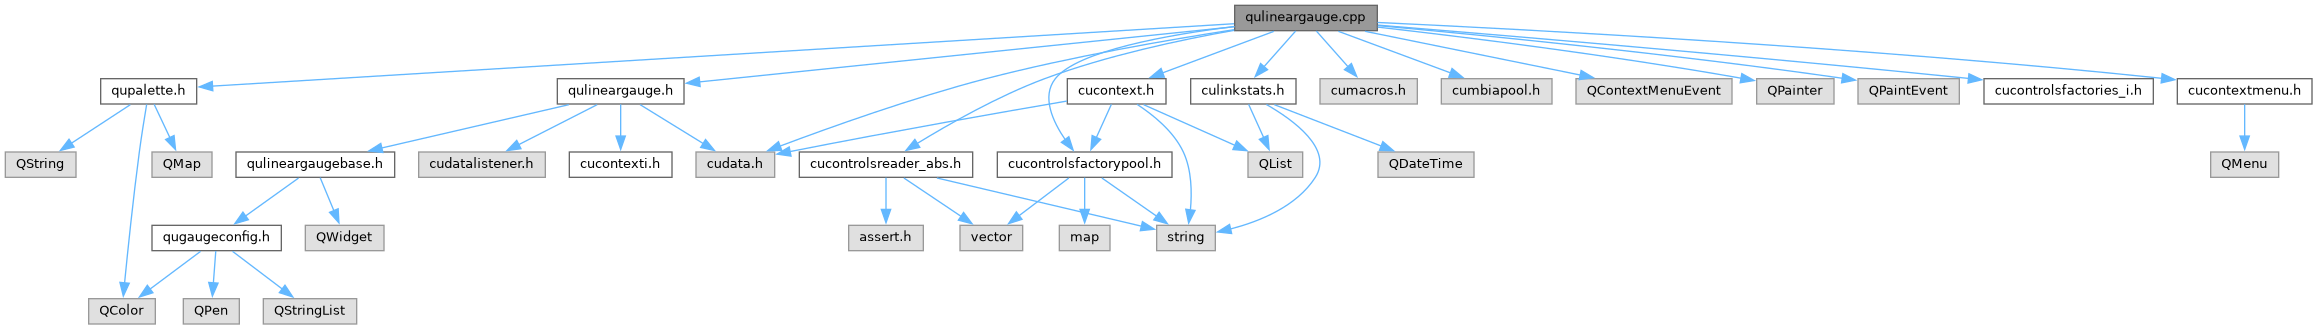 qulineargauge.cpp
qupalette.h
qulineargauge.h
cucontext.h
culinkstats.h
cumacros.h
cumbiapool.h
QContextMenuEvent
QPainter
QPaintEvent
cucontrolsfactories_i.h
cucontextmenu.h
QString
QMap
qulineargaugebase.h
cudatalistener.h
cucontexti.h
cudata.h
cucontrolsreader_abs.h
cucontrolsfactorypool.h
QList
QDateTime
QMenu
qugaugeconfig.h
QWidget
assert.h
vector
map
string
QColor
QPen
QStringList